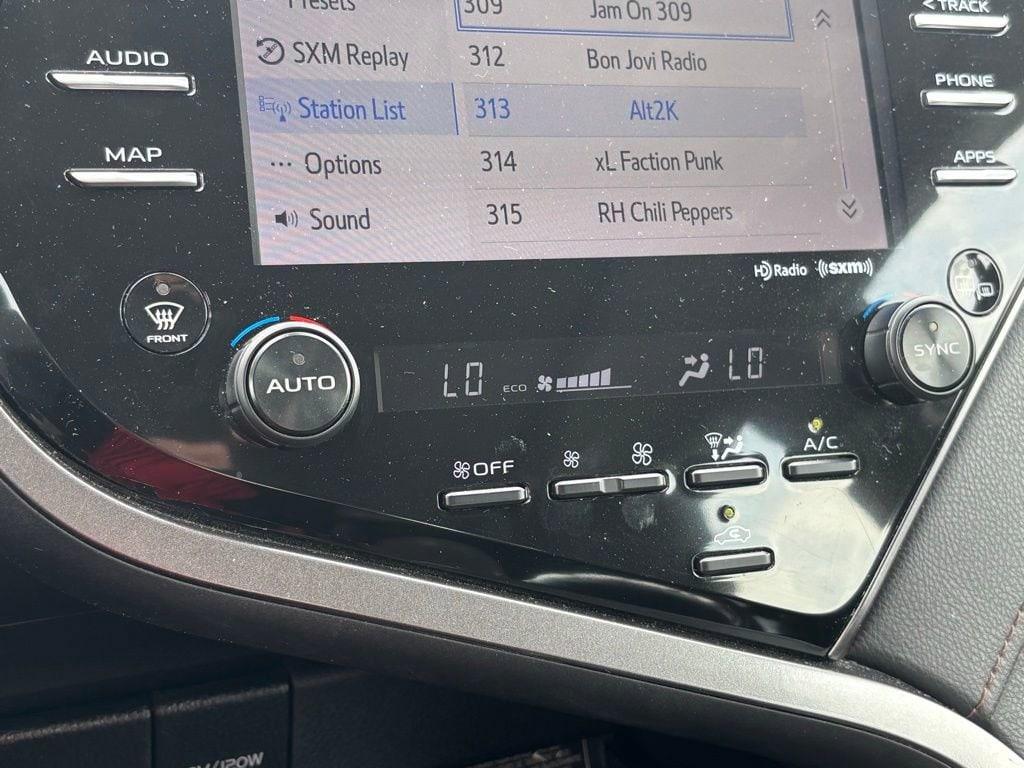 Presets
309 Jam On 309
SXM Replay
312 Bon Jovi Radio
Station List
313 Alt2K
Options
314 xL Faction Punk
Sound
315 RH Chili Peppers
AUDIO
MAP
< TRACK
PHONE
APPS
HD Radio ((sxm))
FRONT
AUTO
LO ECO
LO
SYNC
OFF
A/C